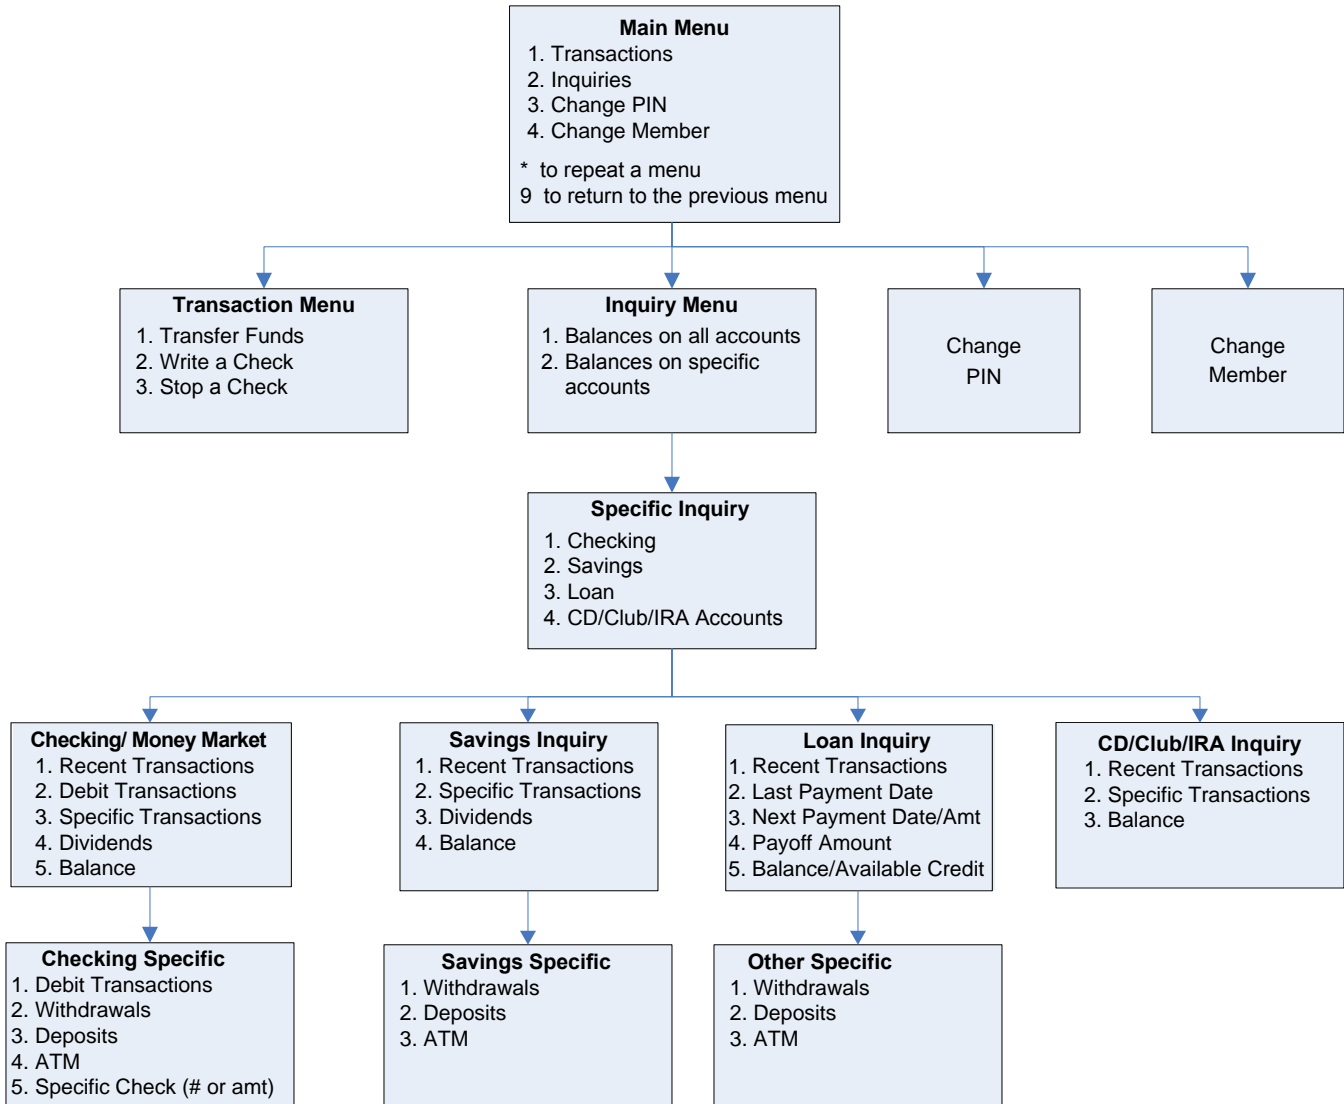 Main Menu
1. Transactions
2. Inquiries
3. Change PIN
4. Change Member
* to repeat a menu
9 to return to the previous menu
Transaction Menu
1. Transfer Funds
2. Write a Check
3. Stop a Check
Inquiry Menu
1. Balances on all accounts
2. Balances on specific
accounts
Change
PIN
Change
Member
Specific Inquiry
1. Checking
2. Savings
3. Loan
4. CD/Club/IRA Accounts
Checking/ Money Market
1. Recent Transactions
2. Debit Transactions
3. Specific Transactions
4. Dividends
5. Balance
Savings Inquiry
1. Recent Transactions
2. Specific Transactions
3. Dividends
4. Balance
Loan Inquiry
1. Recent Transactions
2. Last Payment Date
3. Next Payment Date/Amt
4. Payoff Amount
5. Balance/Available Credit
CD/Club/IRA Inquiry
1. Recent Transactions
2. Specific Transactions
3. Balance
Checking Specific
1. Debit Transactions
2. Withdrawals
3. Deposits
4. ATM
5. Specific Check (# or amt)
Savings Specific
1. Withdrawals
2. Deposits
3. ATM
Other Specific
1. Withdrawals
2. Deposits
3. ATM